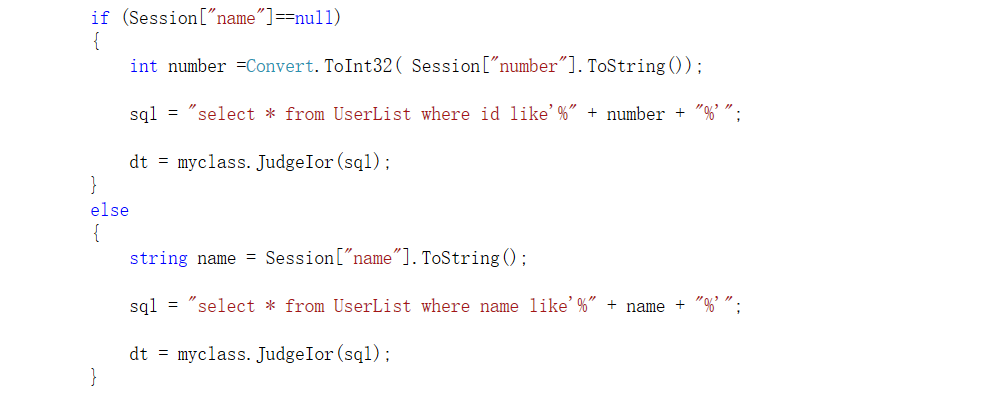 if (Session["name"]==null)
{
int number =Convert.ToInt32( Session["number"].ToString());
sql = "select * from UserList where id like'%" + number + "%'";
dt = myclass.JudgeIor(sql);
}
else
{
string name = Session["name"].ToString();
sql = "select * from UserList where name like'%" + name + "%'";
dt = myclass.JudgeIor(sql);
}